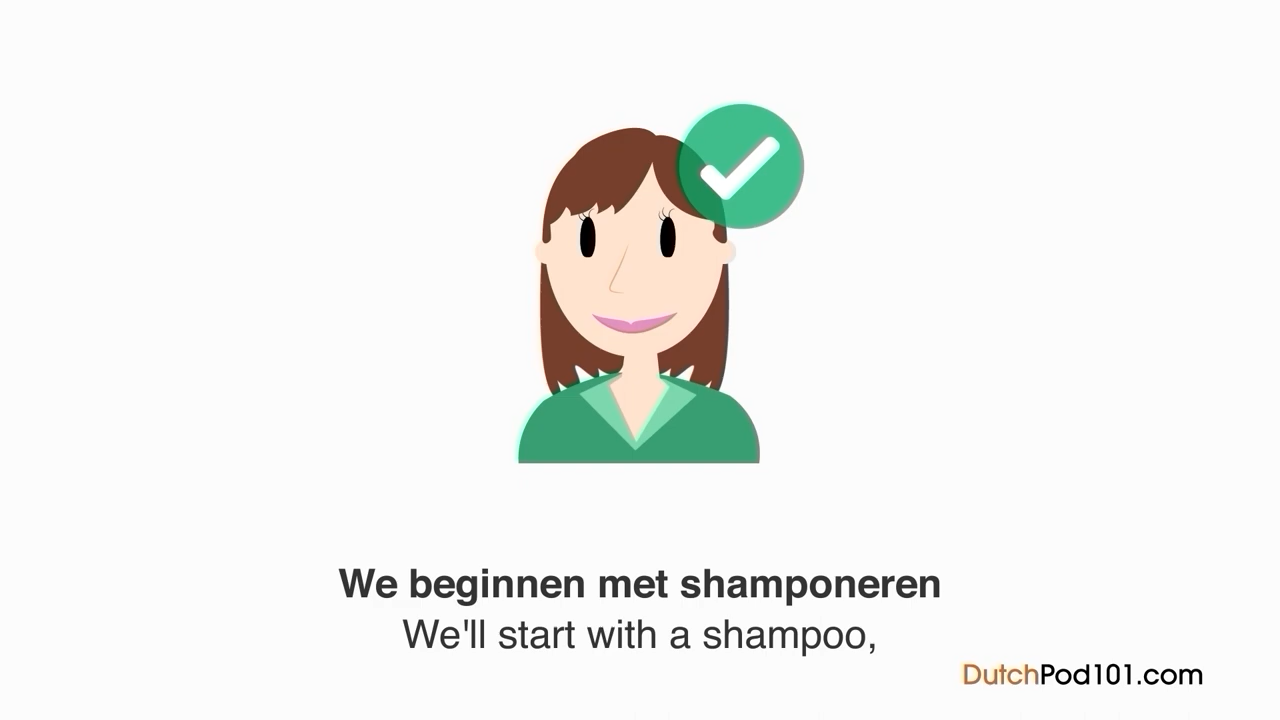 We beginnen met shamponeren
We'll start with a shampoo,
DutchPod101.com